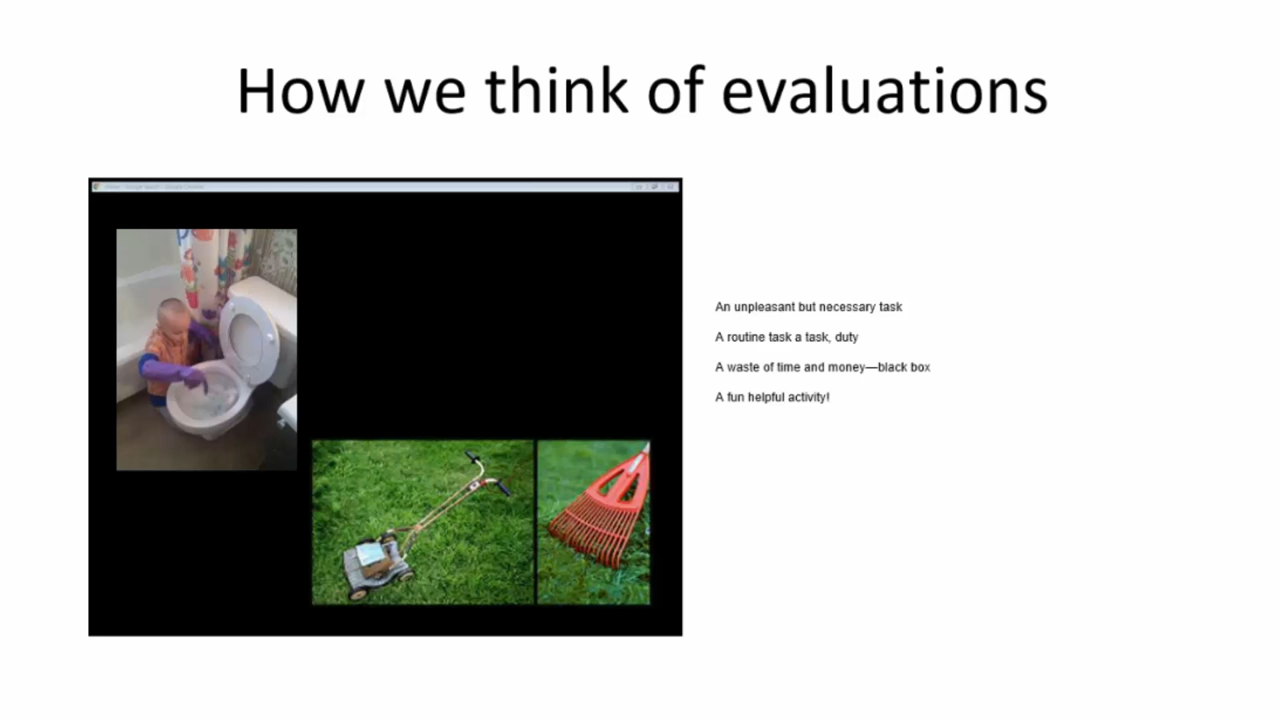 How we think of evaluations
An unpleasant but necessary task
A routine task a task, duty
A waste of time and money—black box
A fun helpful activity!